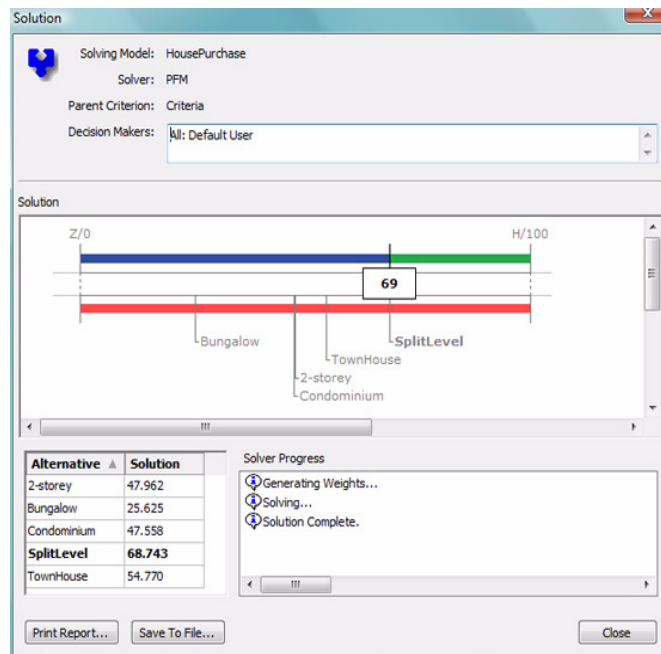 Solution
Solving Model: HousePurchase
Solver: PFM
Parent Criterion: Criteria
Decision Makers: All: Default User
Solution
Z/0 H/100
69
Bungalow SplitLevel
TownHouse
2-storey
Condominium
Alternative Solution
2-storey 47.962
Bungalow 25.625
Condominium 47.558
SplitLevel 68.743
TownHouse 54.770
Solver Progress
Generating Weights...
Solving...
Solution Complete.
Print Report... Save To File... Close